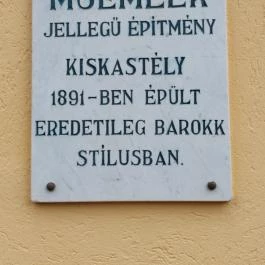 MŰEMLÉK
JELLEGŰ ÉPÍTMÉNY
KISKASTÉLY
1891-BEN ÉPÜLT
EREDETILEG BAROKK
STÍLUSBAN.